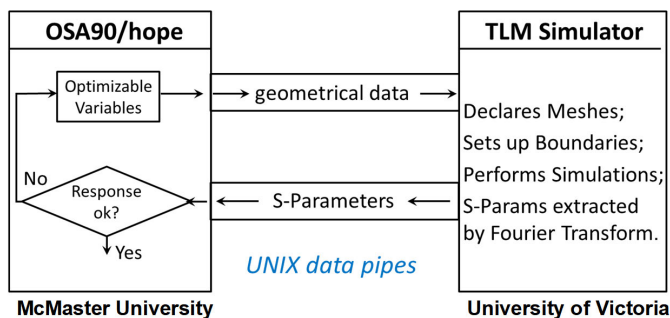 OSA90/hope
TLM Simulator
Optimizable
Variables
geometrical data
Declares Meshes;
Sets up Boundaries;
Performs Simulations;
S-Params extracted
by Fourier Transform.
No
Response
ok?
S-Parameters
Yes
UNIX data pipes
McMaster University
University of Victoria